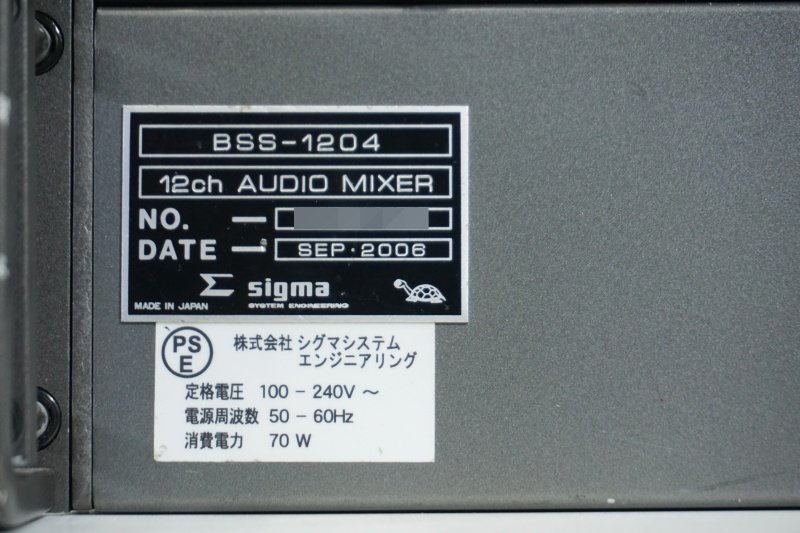 BSS-1204
12ch AUDIO MIXER
NO. —
DATE — SEP・2006
Σ sigma
SYSTEM ENGINEERING
MADE IN JAPAN
PS
E
株式会社 シグマシステム
エンジニアリング
定格電圧 100 - 240V ～
電源周波数 50 - 60Hz
消費電力 70 W